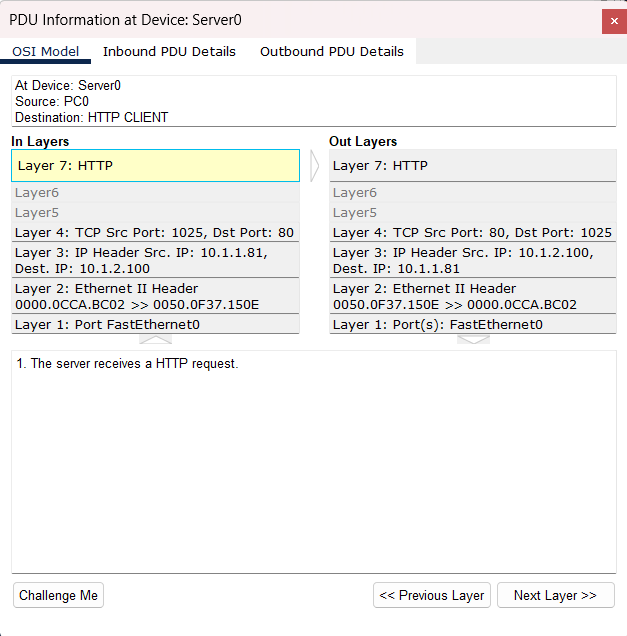 PDU Information at Device: Server0
OSI Model Inbound PDU Details Outbound PDU Details
At Device: Server0
Source: PC0
Destination: HTTP CLIENT
In Layers
Layer 7: HTTP
Layer6
Layer5
Layer 4: TCP Src Port: 1025, Dst Port: 80
Layer 3: IP Header Src. IP: 10.1.1.81,
Dest. IP: 10.1.2.100
Layer 2: Ethernet II Header
0000.0CCA.BC02 >> 0050.0F37.150E
Layer 1: Port FastEthernet0
Out Layers
Layer 7: HTTP
Layer6
Layer5
Layer 4: TCP Src Port: 80, Dst Port: 1025
Layer 3: IP Header Src. IP: 10.1.2.100,
Dest. IP: 10.1.1.81
Layer 2: Ethernet II Header
0050.0F37.150E >> 0000.0CCA.BC02
Layer 1: Port(s): FastEthernet0
1. The server receives a HTTP request.
Challenge Me << Previous Layer Next Layer >>